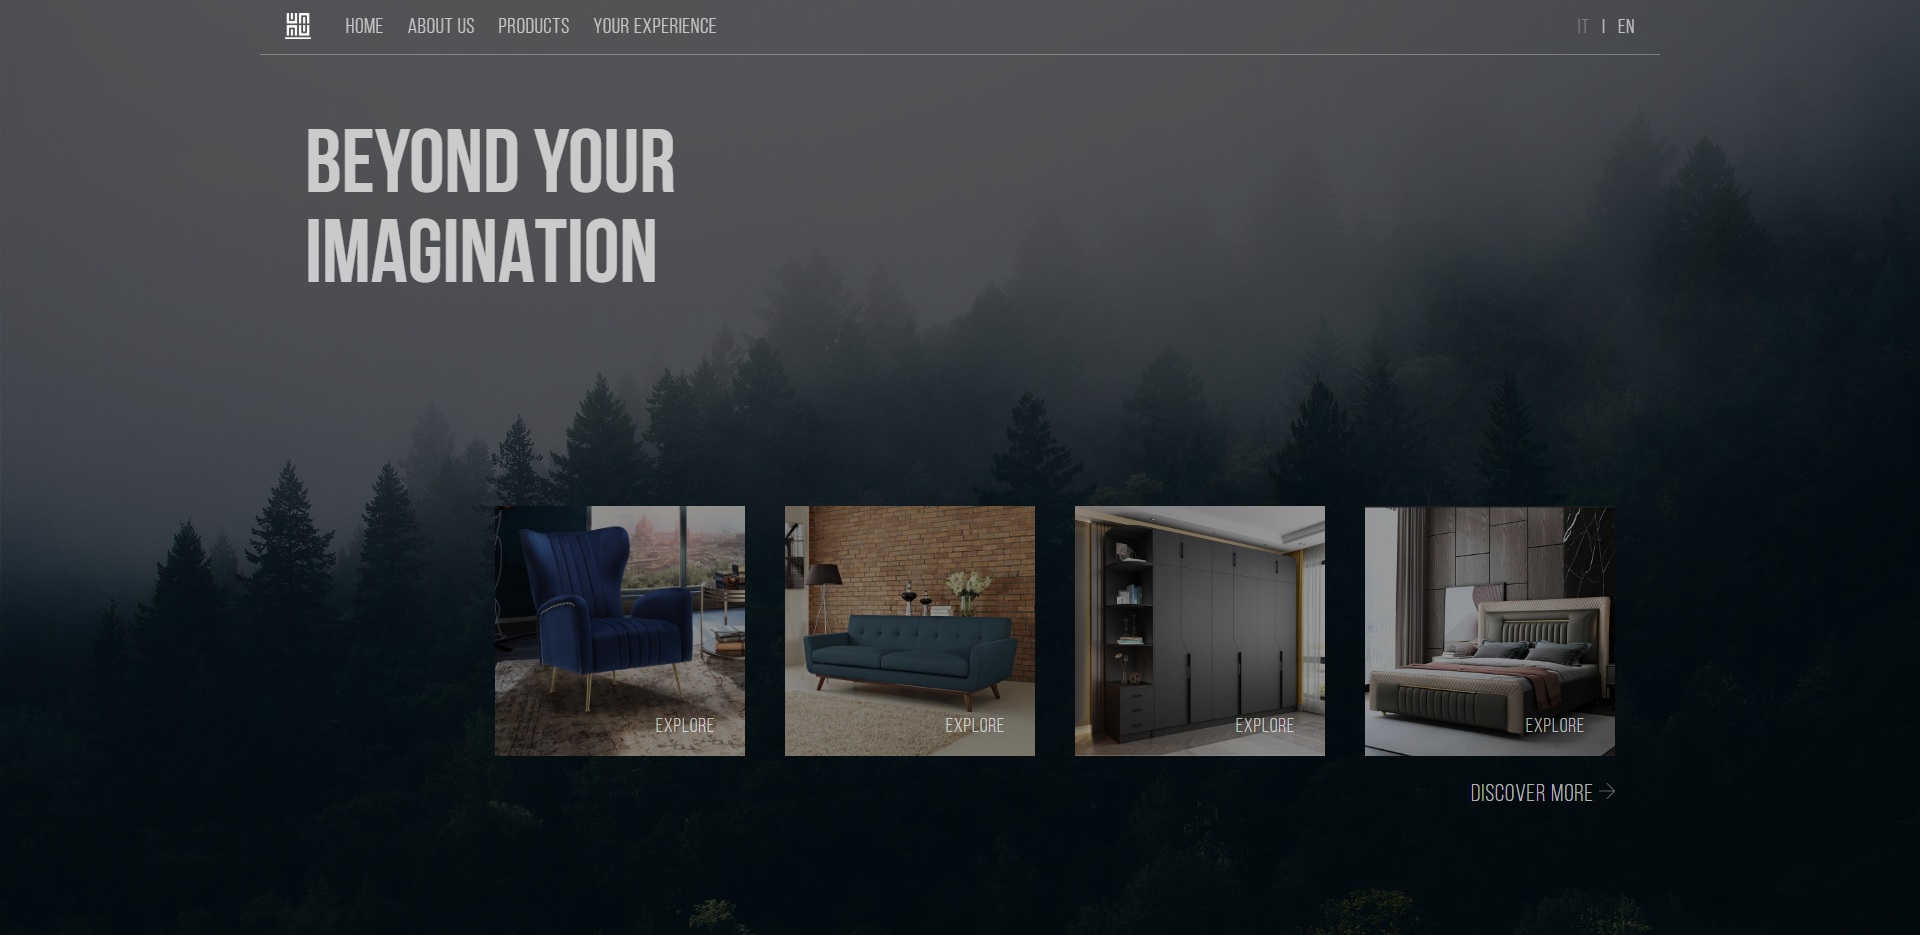 HOME ABOUT US PRODUCTS YOUR EXPERIENCE IT | EN
BEYOND YOUR
IMAGINATION
EXPLORE EXPLORE EXPLORE EXPLORE
DISCOVER MORE →